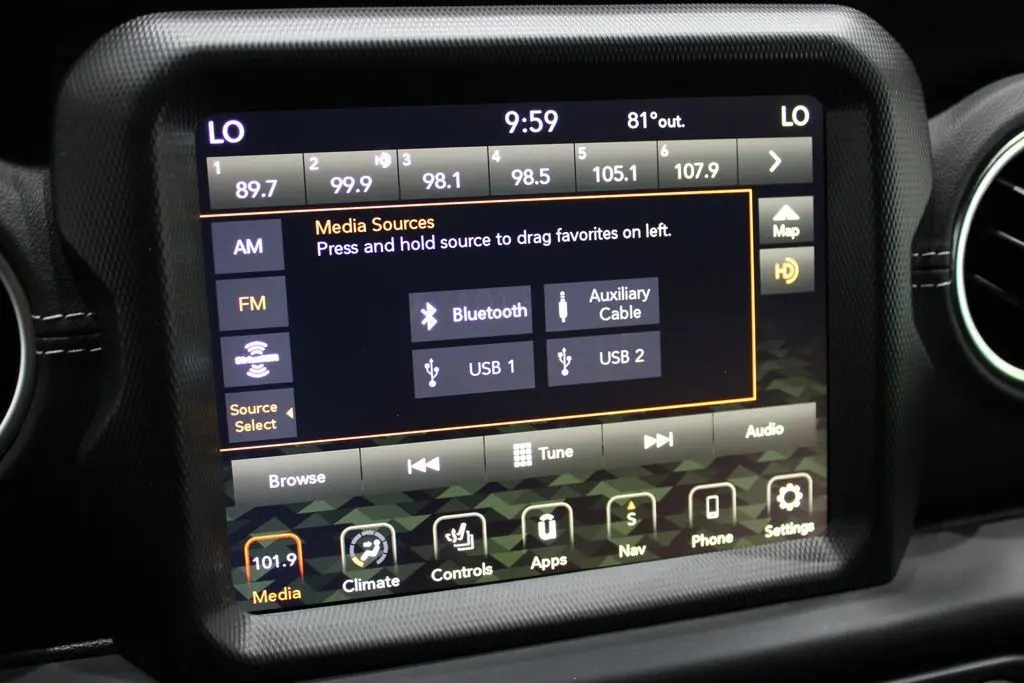 LO 9:59 81°out. LO
1 89.7 2 HD 99.9 3 98.1 4 98.5 5 105.1 6 107.9
Media Sources
Press and hold source to drag favorites on left.
AM
FM
Source
Select
Bluetooth
Auxiliary
Cable
USB 1
USB 2
Map
HD
Browse Tune Audio
101.9
Media
Climate
Controls
Apps
S
Nav
Phone
Settings